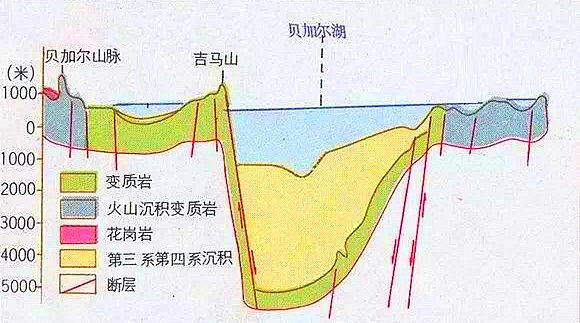 贝加尔湖
贝加尔山脉
吉马山
(米)
1000
0
1000
2000
3000
4000
5000
变质岩
火山沉积变质岩
花岗岩
第三系第四系沉积
断层